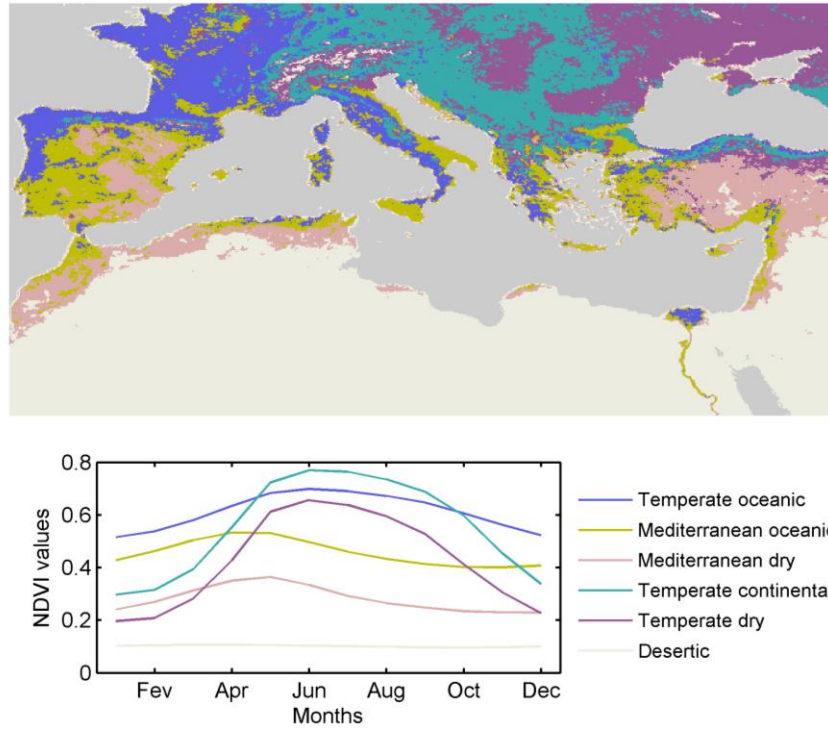 0.8
0.6
0.4
0.2
0
NDVI values
Fev Apr Jun Aug Oct Dec
Months
Temperate oceanic
Mediterranean oceanic
Mediterranean dry
Temperate continental
Temperate dry
Desertic